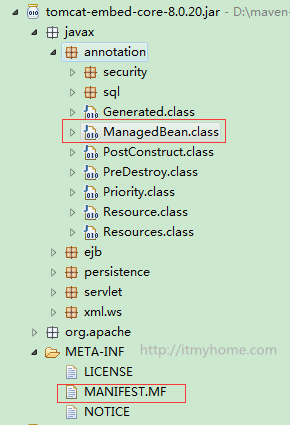 tomcat-embed-core-8.0.20.jar - D:\maven
javax
annotation
security
sql
Generated.class
ManagedBean.class
PostConstruct.class
PreDestroy.class
Priority.class
Resource.class
Resources.class
ejb
persistence
servlet
xml.ws
org.apache
META-INF http://itmyhome.com
LICENSE
MANIFEST.MF
NOTICE